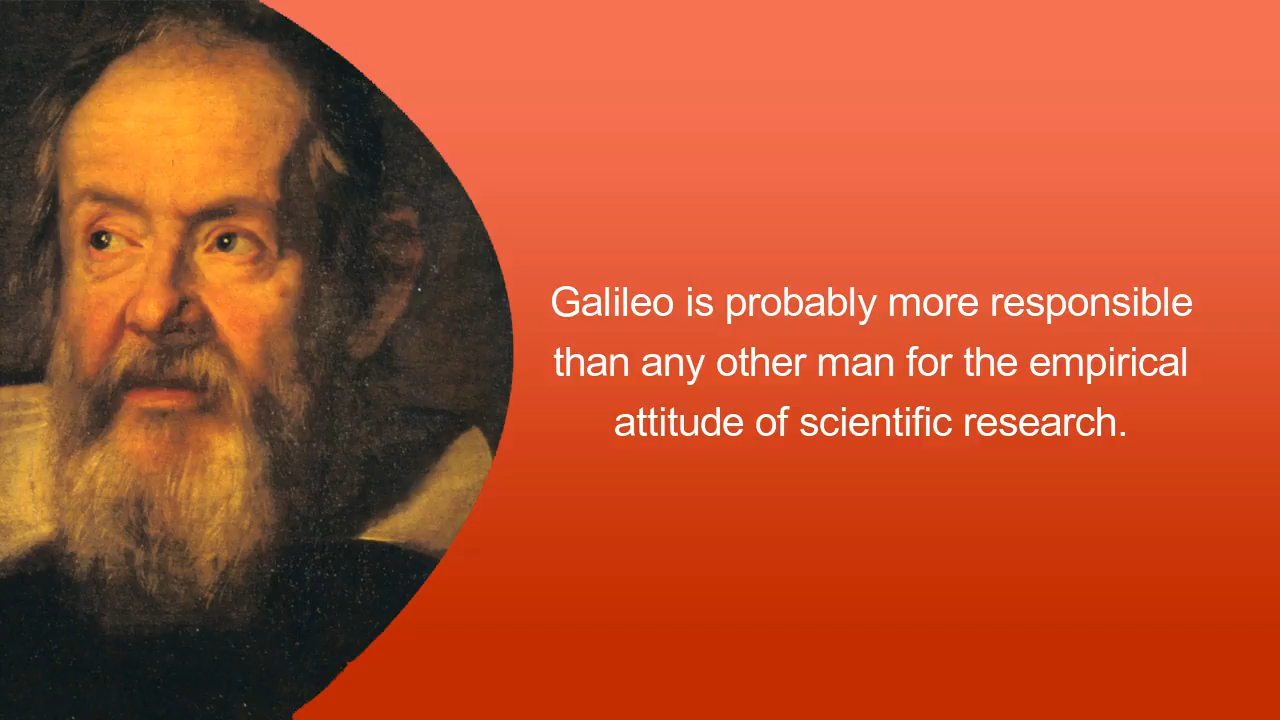 Galileo is probably more responsible
than any other man for the empirical
attitude of scientific research.